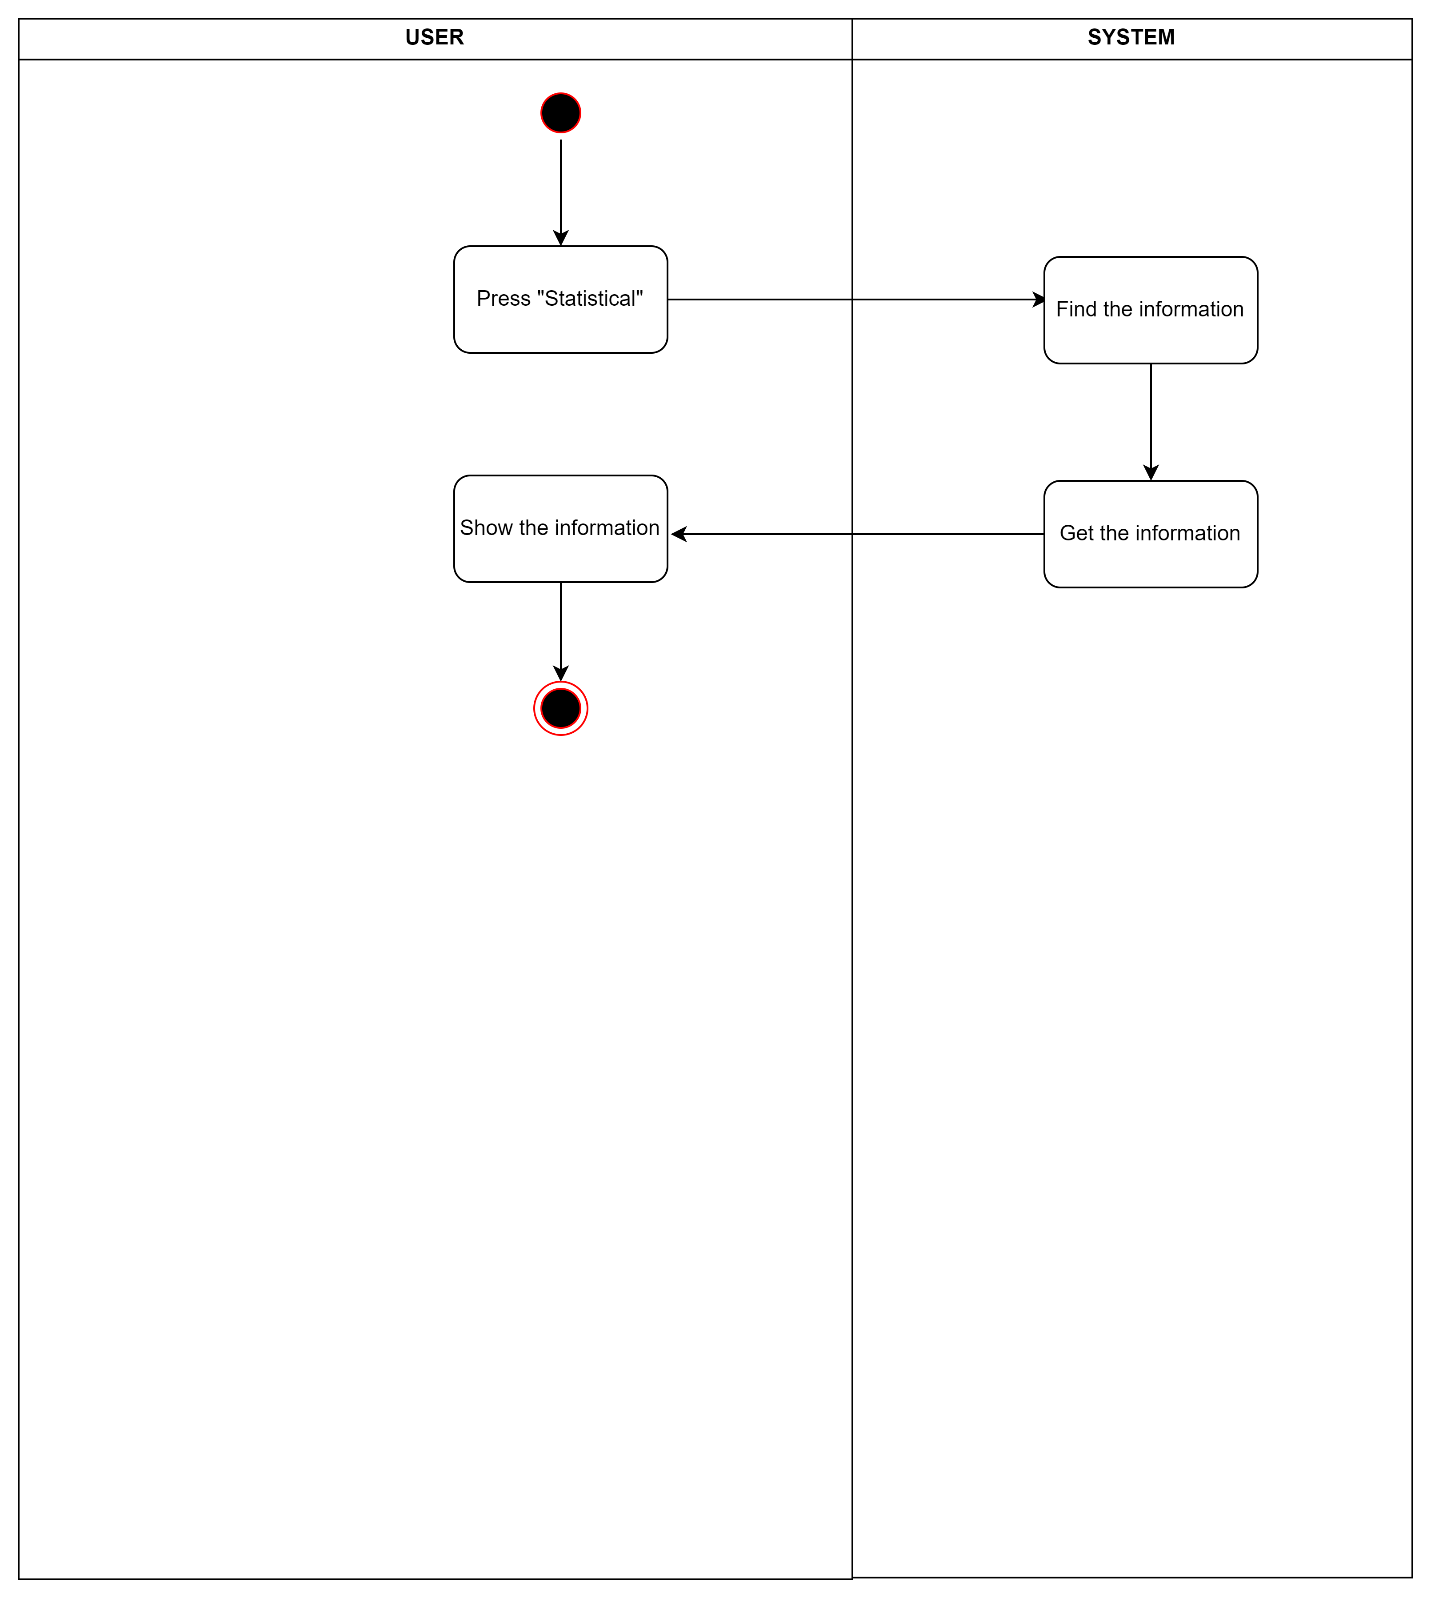 USER
SYSTEM
Press "Statistical"
Find the information
Show the information
Get the information